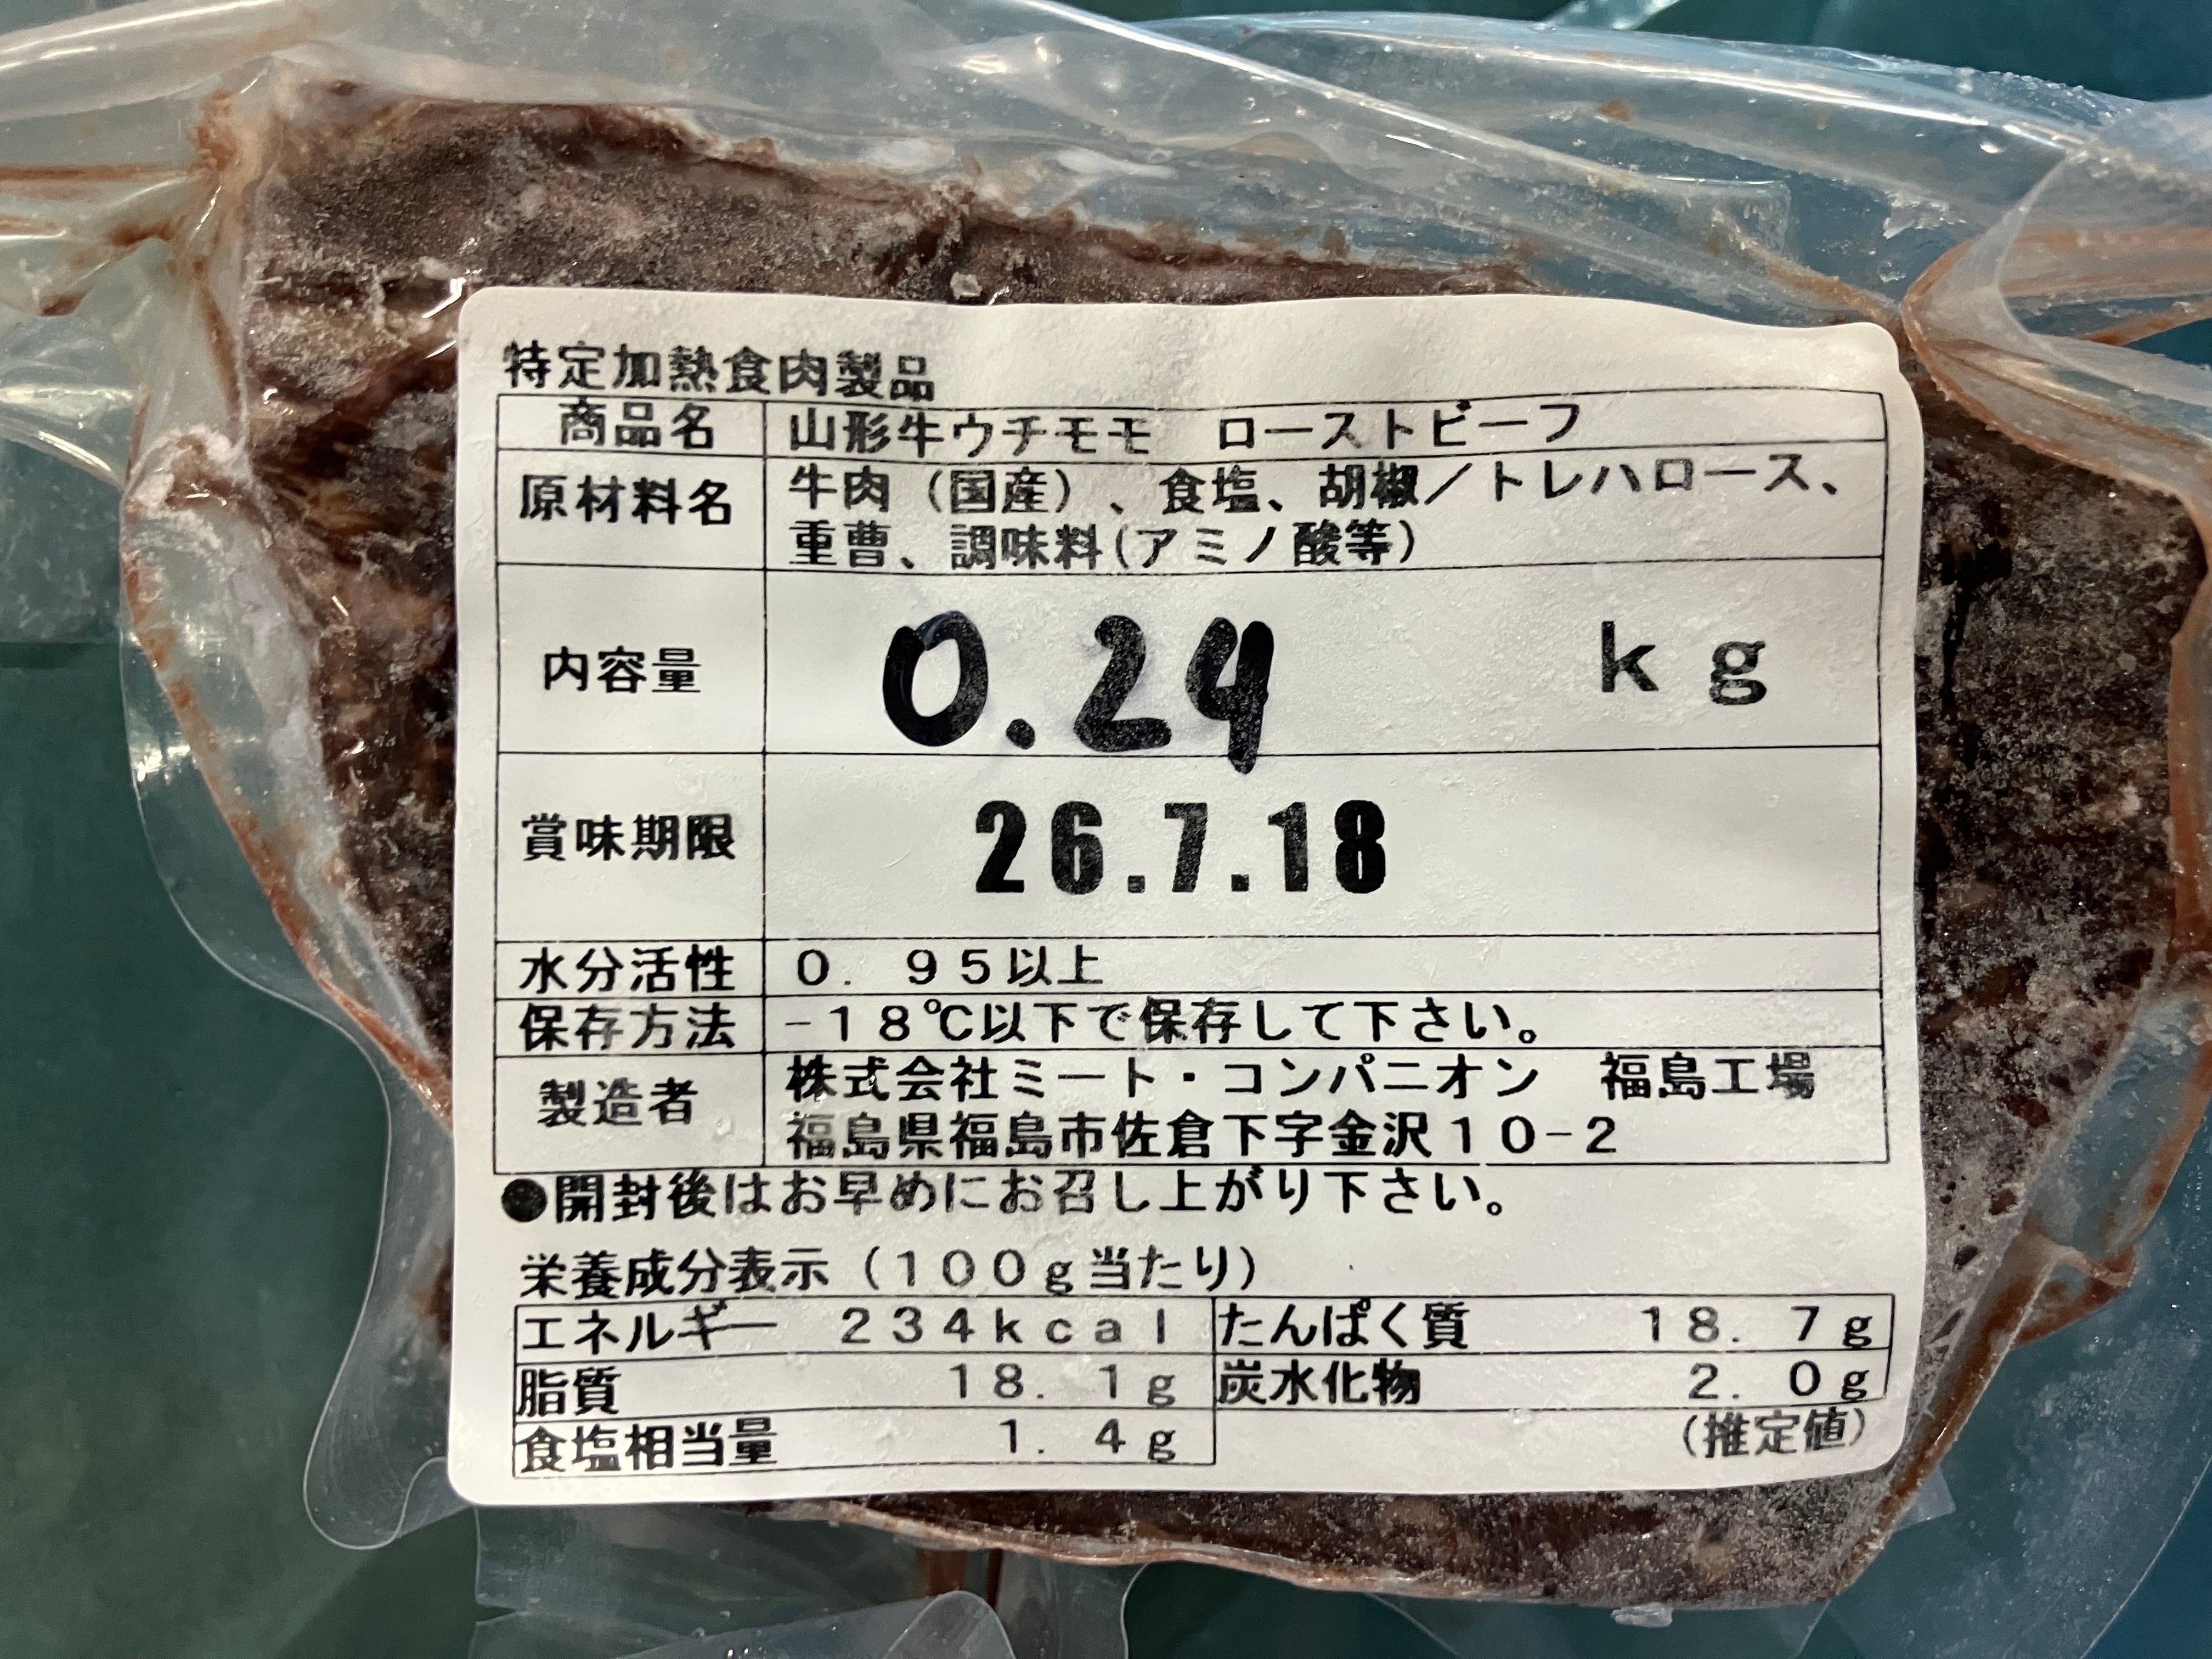 特定加熱食肉製品
商品名 山形牛ウチモモ ローストビーフ
原材料名 牛肉（国産）、食塩、胡椒／トレハロース、
重曹、調味料(アミノ酸等)
内容量 0.24 kg
賞味期限 26.7.18
水分活性 0.95以上
保存方法 -18℃以下で保存して下さい。
製造者 株式会社ミート・コンパニオン 福島工場
福島県福島市佐倉下字金沢10-2
●開封後はお早めにお召し上がり下さい。
栄養成分表示（100g当たり）
エネルギー 234kcal たんぱく質 18.7g
脂質 18.1g 炭水化物 2.0g
食塩相当量 1.4g （推定値）